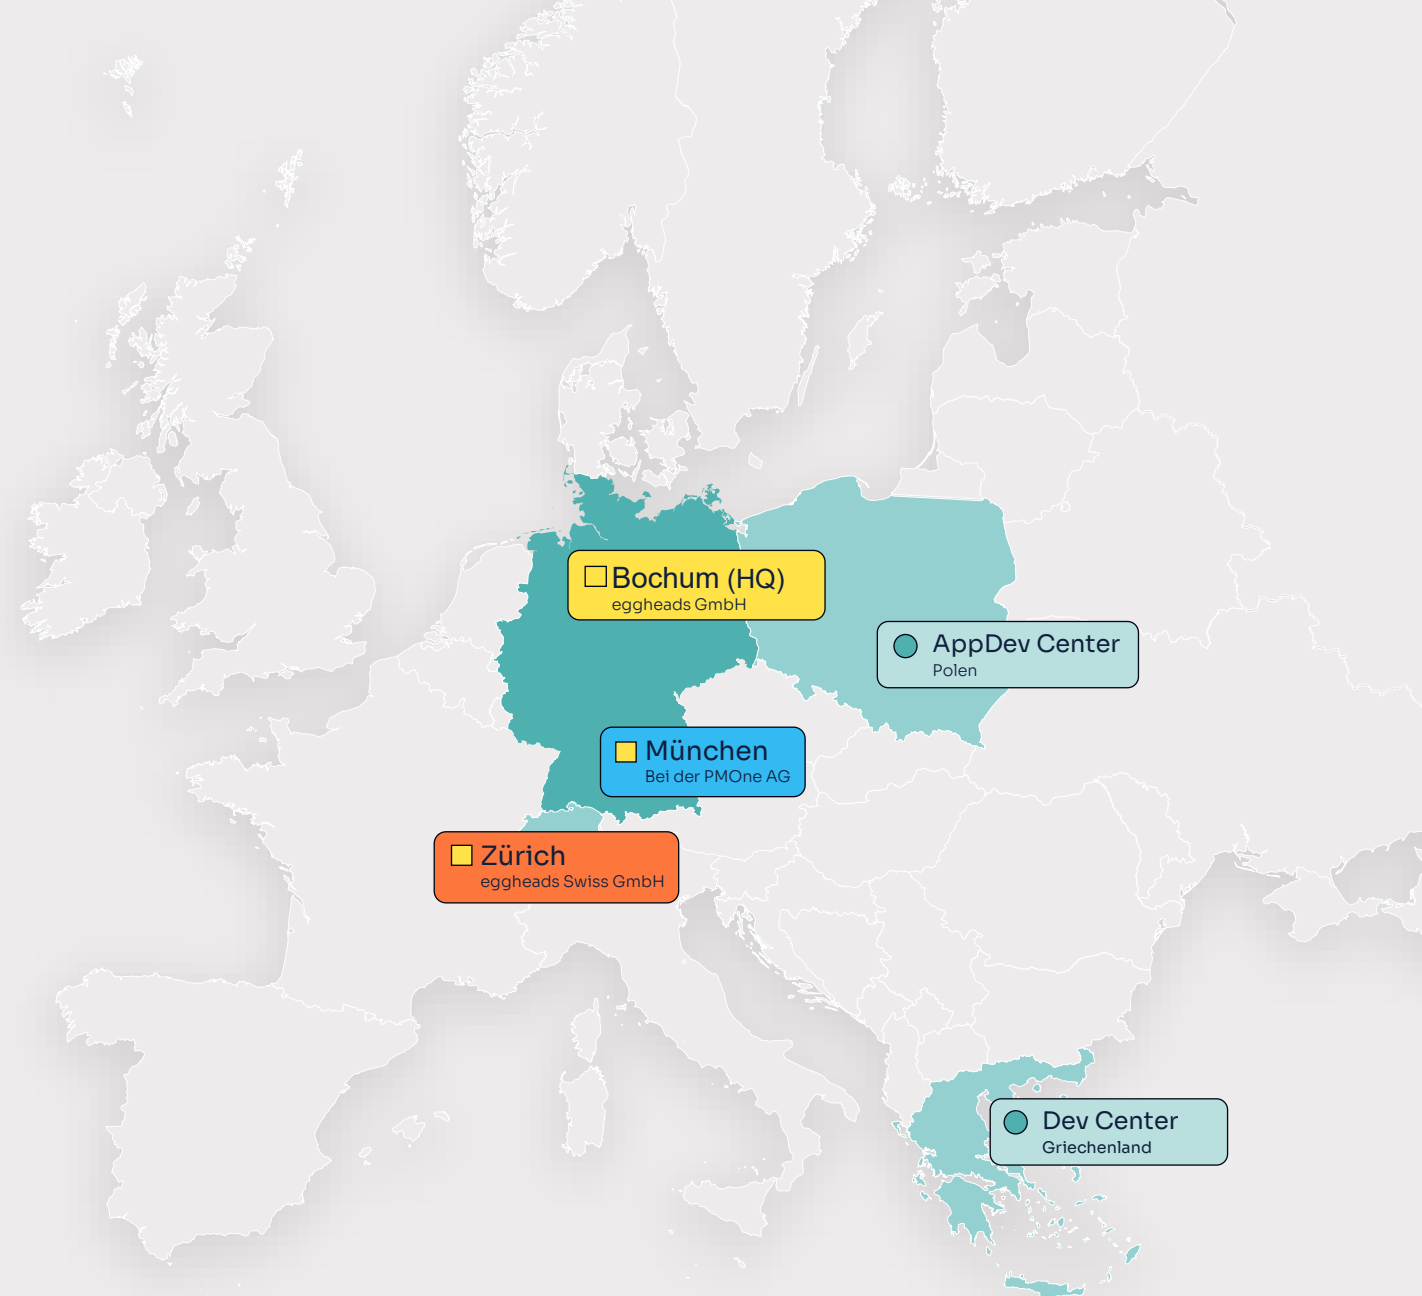 Bochum (HQ)
eggheads GmbH
AppDev Center
Polen
München
Bei der PMOne AG
Zürich
eggheads Swiss GmbH
Dev Center
Griechenland